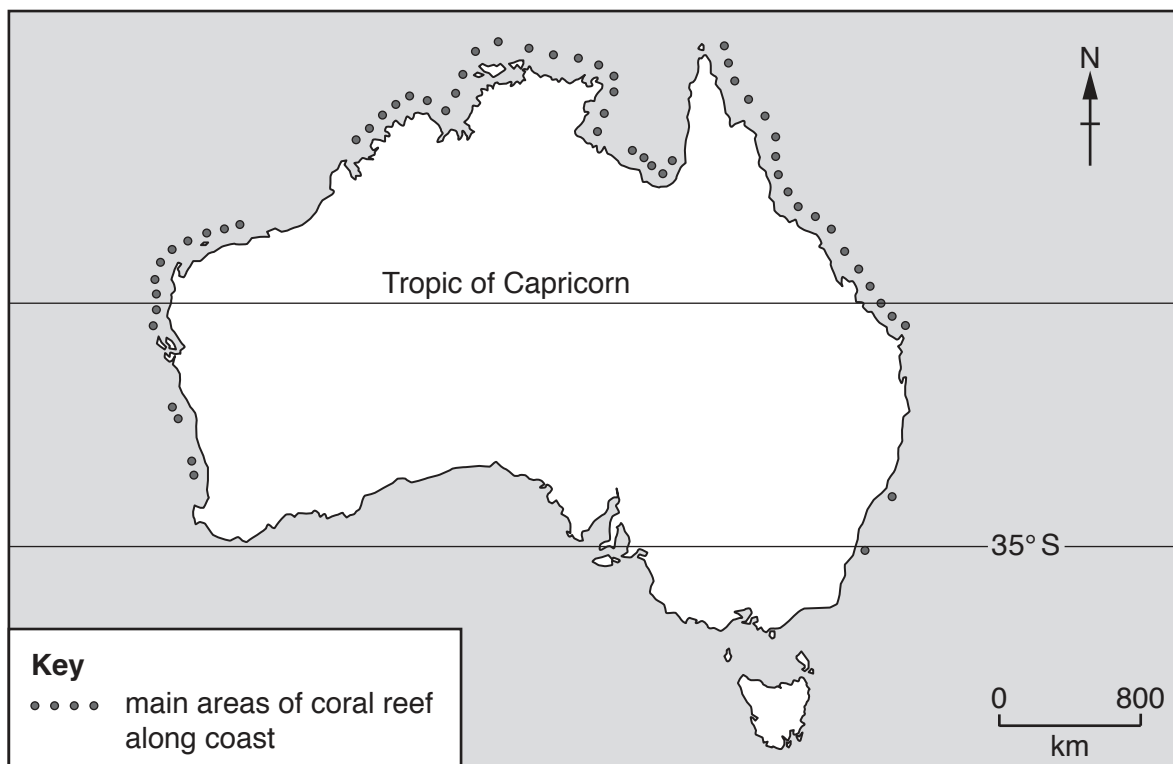 N
Tropic of Capricorn
35° S
Key
main areas of coral reef
along coast
0 800
km